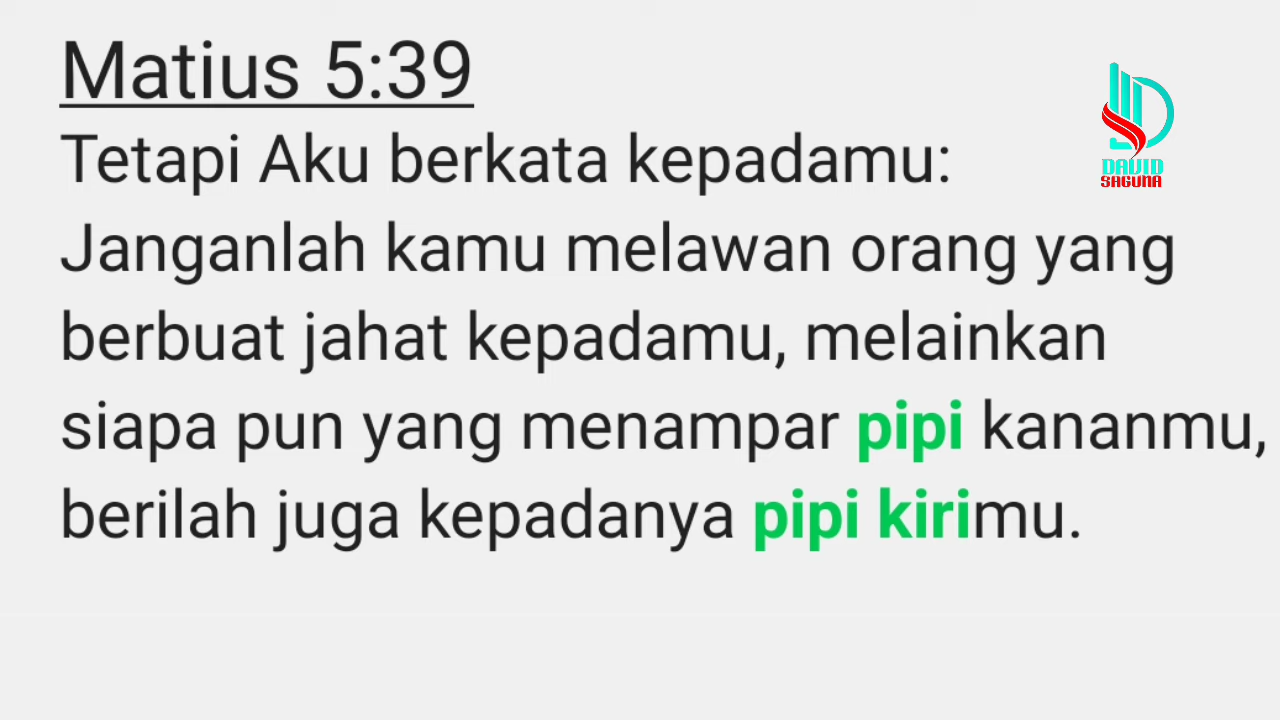 Matius 5:39
Tetapi Aku berkata kepadamu:
Janganlah kamu melawan orang yang
berbuat jahat kepadamu, melainkan
siapa pun yang menampar pipi kananmu,
berilah juga kepadanya pipi kirimu.
DAVID
SAGUNA